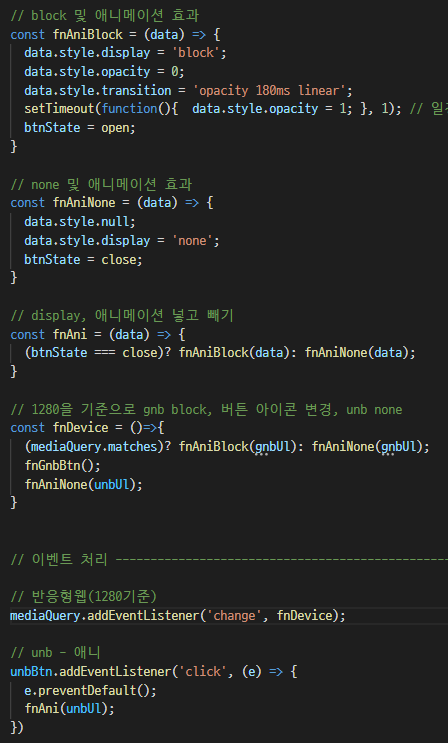 // block 및 애니메이션 효과
const fnAniBlock = (data) => {
  data.style.display = 'block';
  data.style.opacity = 0;
  data.style.transition = 'opacity 180ms linear';
  setTimeout(function(){  data.style.opacity = 1; }, 1); //
  btnState = open;
}

// none 및 애니메이션 효과
const fnAniNone = (data) => {
  data.style.null;
  data.style.display = 'none';
  btnState = close;
}

// display, 애니메이션 넣고 빼기
const fnAni = (data) => {
  (btnState === close)? fnAniBlock(data): fnAniNone(data);
}

// 1280을 기준으로 gnb block, 버튼 아이콘 변경, unb none
const fnDevice = ()=>{
  (mediaQuery.matches)? fnAniBlock(gnbUl): fnAniNone(gnbUl);
  fnGnbBtn();
  fnAniNone(unbUl);
}


// 이벤트 처리 --------------------------------------------

// 반응형웹(1280기준)
mediaQuery.addEventListener('change', fnDevice);

// unb - 애니
unbBtn.addEventListener('click', (e) => {
  e.preventDefault();
  fnAni(unbUl);
})